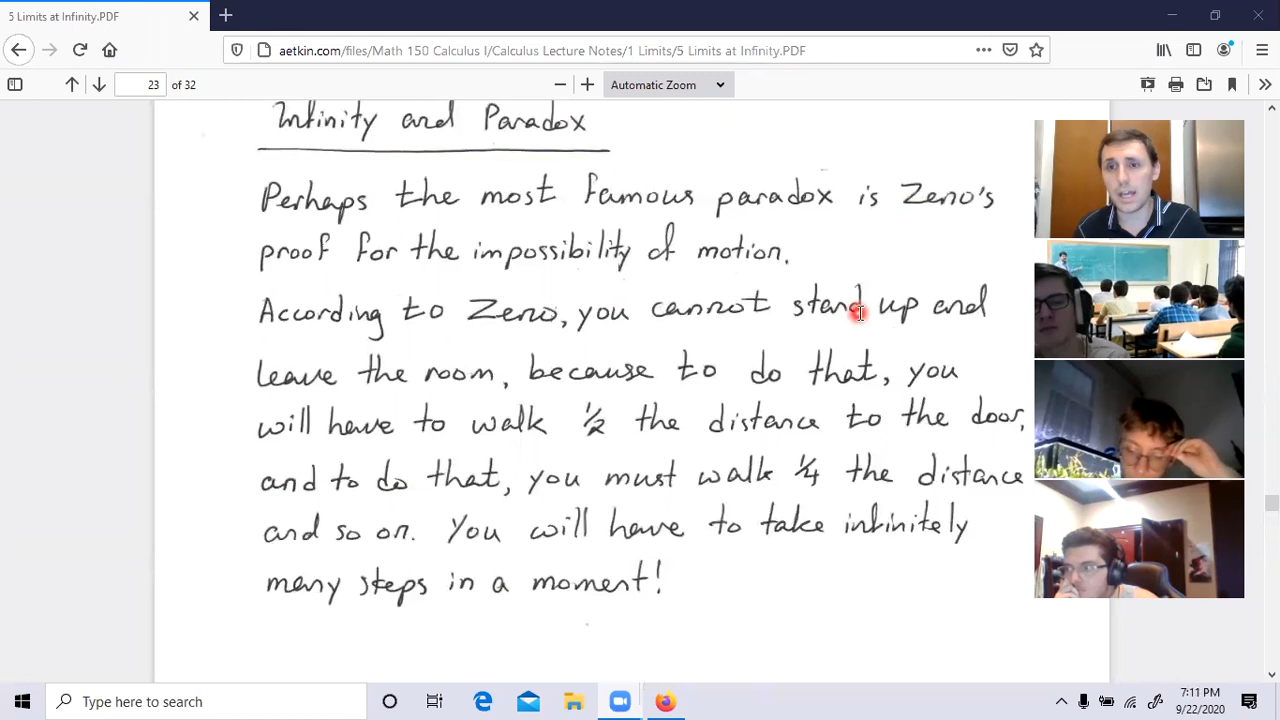 5 Limits at Infinity.PDF
aetkin.com/files/Math 150 Calculus I/Calculus Lecture Notes/1 Limits/5 Limits at Infinity.PDF
23 of 32
Automatic Zoom
Infinity and Paradox
Perhaps the most famous paradox is Zeno's
proof for the impossibility of motion.
According to Zeno, you cannot stand up and
leave the room, because to do that, you
will have to walk 1/2 the distance to the door,
and to do that, you must walk 1/4 the distance
and so on. You will have to take infinitely
many steps in a moment!
Type here to search
7:11 PM
9/22/2020